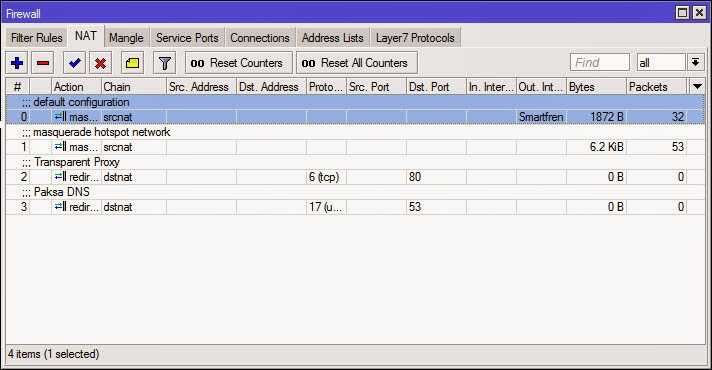 Firewall
Filter Rules NAT Mangle Service Ports Connections Address Lists Layer7 Protocols
Reset Counters Reset All Counters Find all
# Action Chain Src. Address Dst. Address Proto... Src. Port Dst. Port In. Inter... Out. Int... Bytes Packets
;;; default configuration
0 mas... srcnat Smartfren 1872 B 32
;;; masquerade hotspot network
1 mas... srcnat 6.2 KiB 53
;;; Transparent Proxy
2 redir... dstnat 6 (tcp) 80 0 B 0
;;; Paksa DNS
3 redir... dstnat 17 (u... 53 0 B 0
4 items (1 selected)